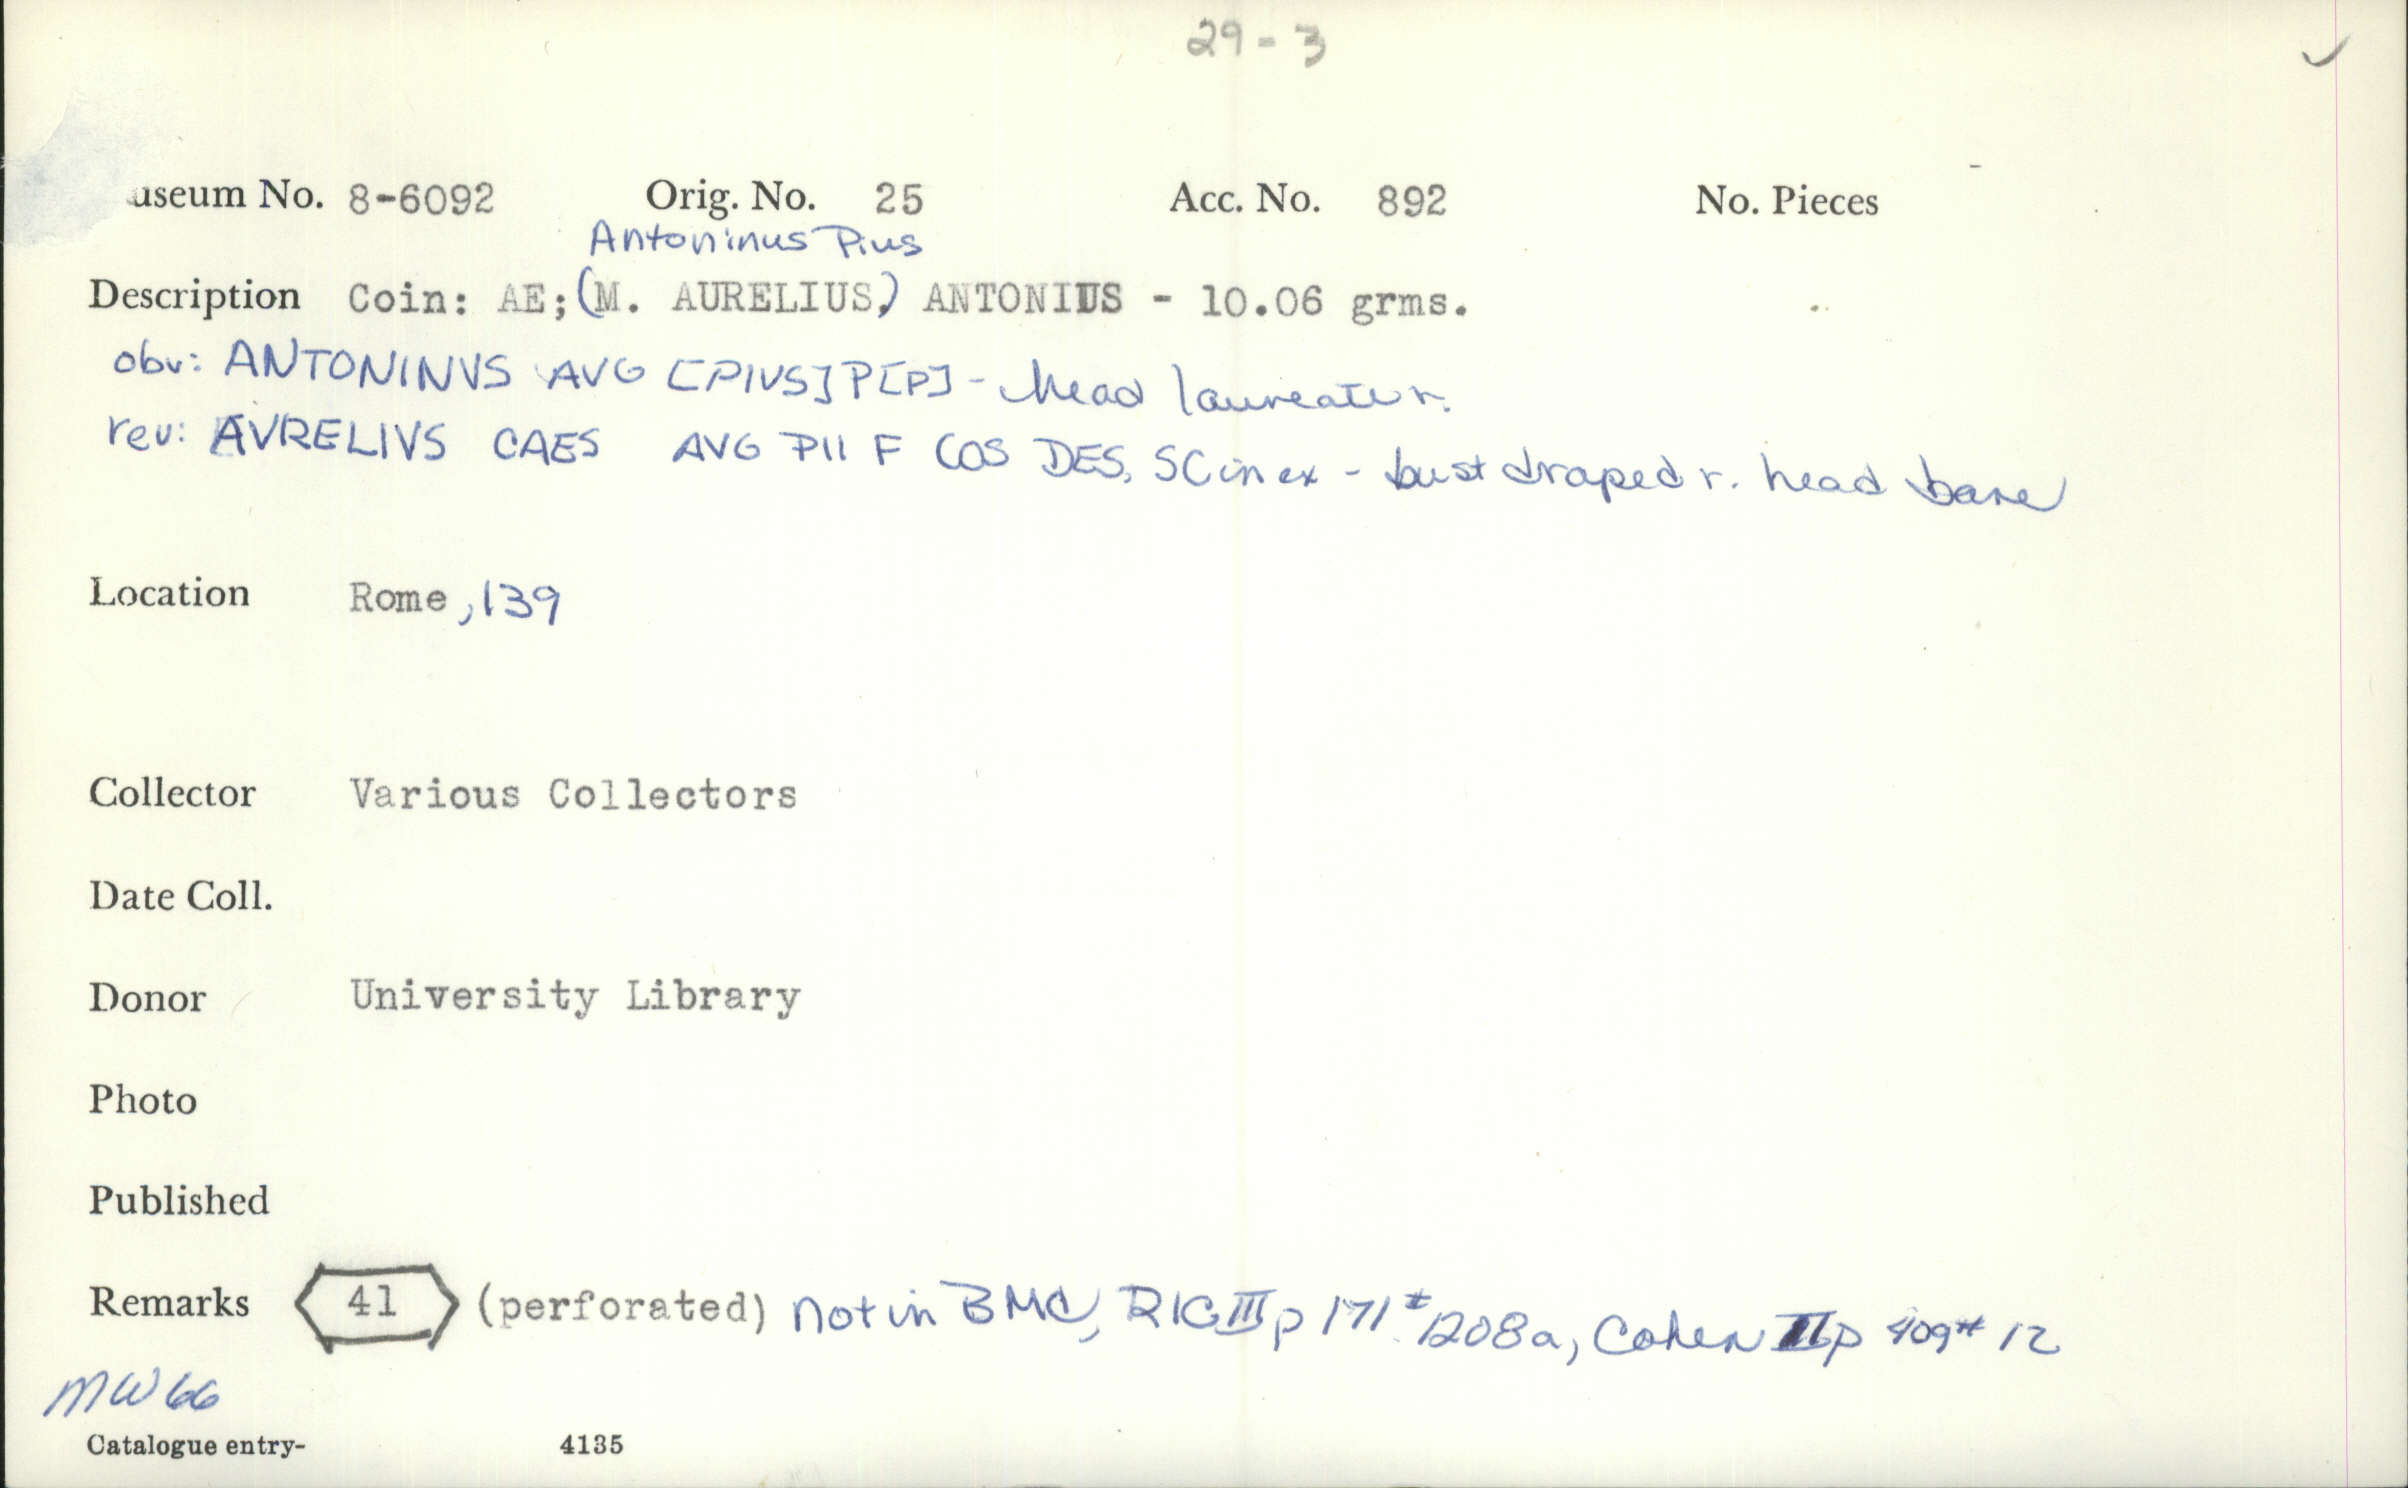 29-3 ✓
useum No. 8-6092 Orig. No. 25 Acc. No. 892 No. Pieces
Antoninus Pius
Description Coin: AE; (M. AURELIUS,) ANTONIUS - 10.06 grms.
obv: ANTONINVS AVG [PIVS] P[P] - head laureate r.
rev: AVRELIVS CAES AVG PII F COS DES, SC in ex - bust draped r. head bare
Location Rome, 139
Collector Various Collectors
Date Coll.
Donor University Library
Photo
Published
Remarks 41 (perforated) not in BMC, RIC III p 171 # 1208a, Cohen II p 409 # 12
MW66
Catalogue entry- 4135